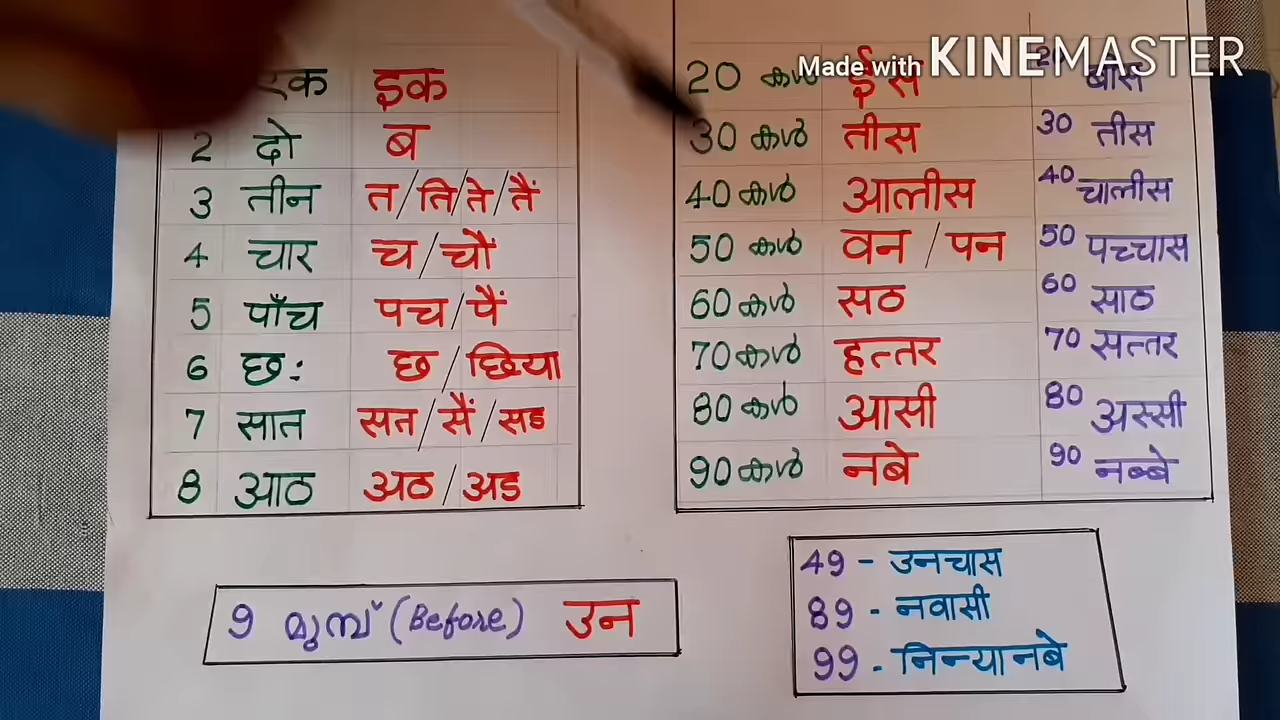 एक इक
2 दो ब
3 तीन त/ति/ते/तैं
4 चार च/चौं
5 पाँच पच/पैं
6 छः छ/छिया
7 सात सत/सैं/सड
8 आठ अठ/अड
20 കൾ ईस 20 बीस
30 കൾ तीस 30 तीस
40 കൾ आलीस 40 चालीस
50 കൾ वन / पन 50 पच्चास
60 കൾ सठ 60 साठ
70 കൾ हत्तर 70 सत्तर
80 കൾ आसी 80 अस्सी
90 കൾ नबे 90 नब्बे
Made with KINEMASTER
9 മുമ്പ് (Before) उन
49 - उनचास
89 - नवासी
99 - निन्यानबे